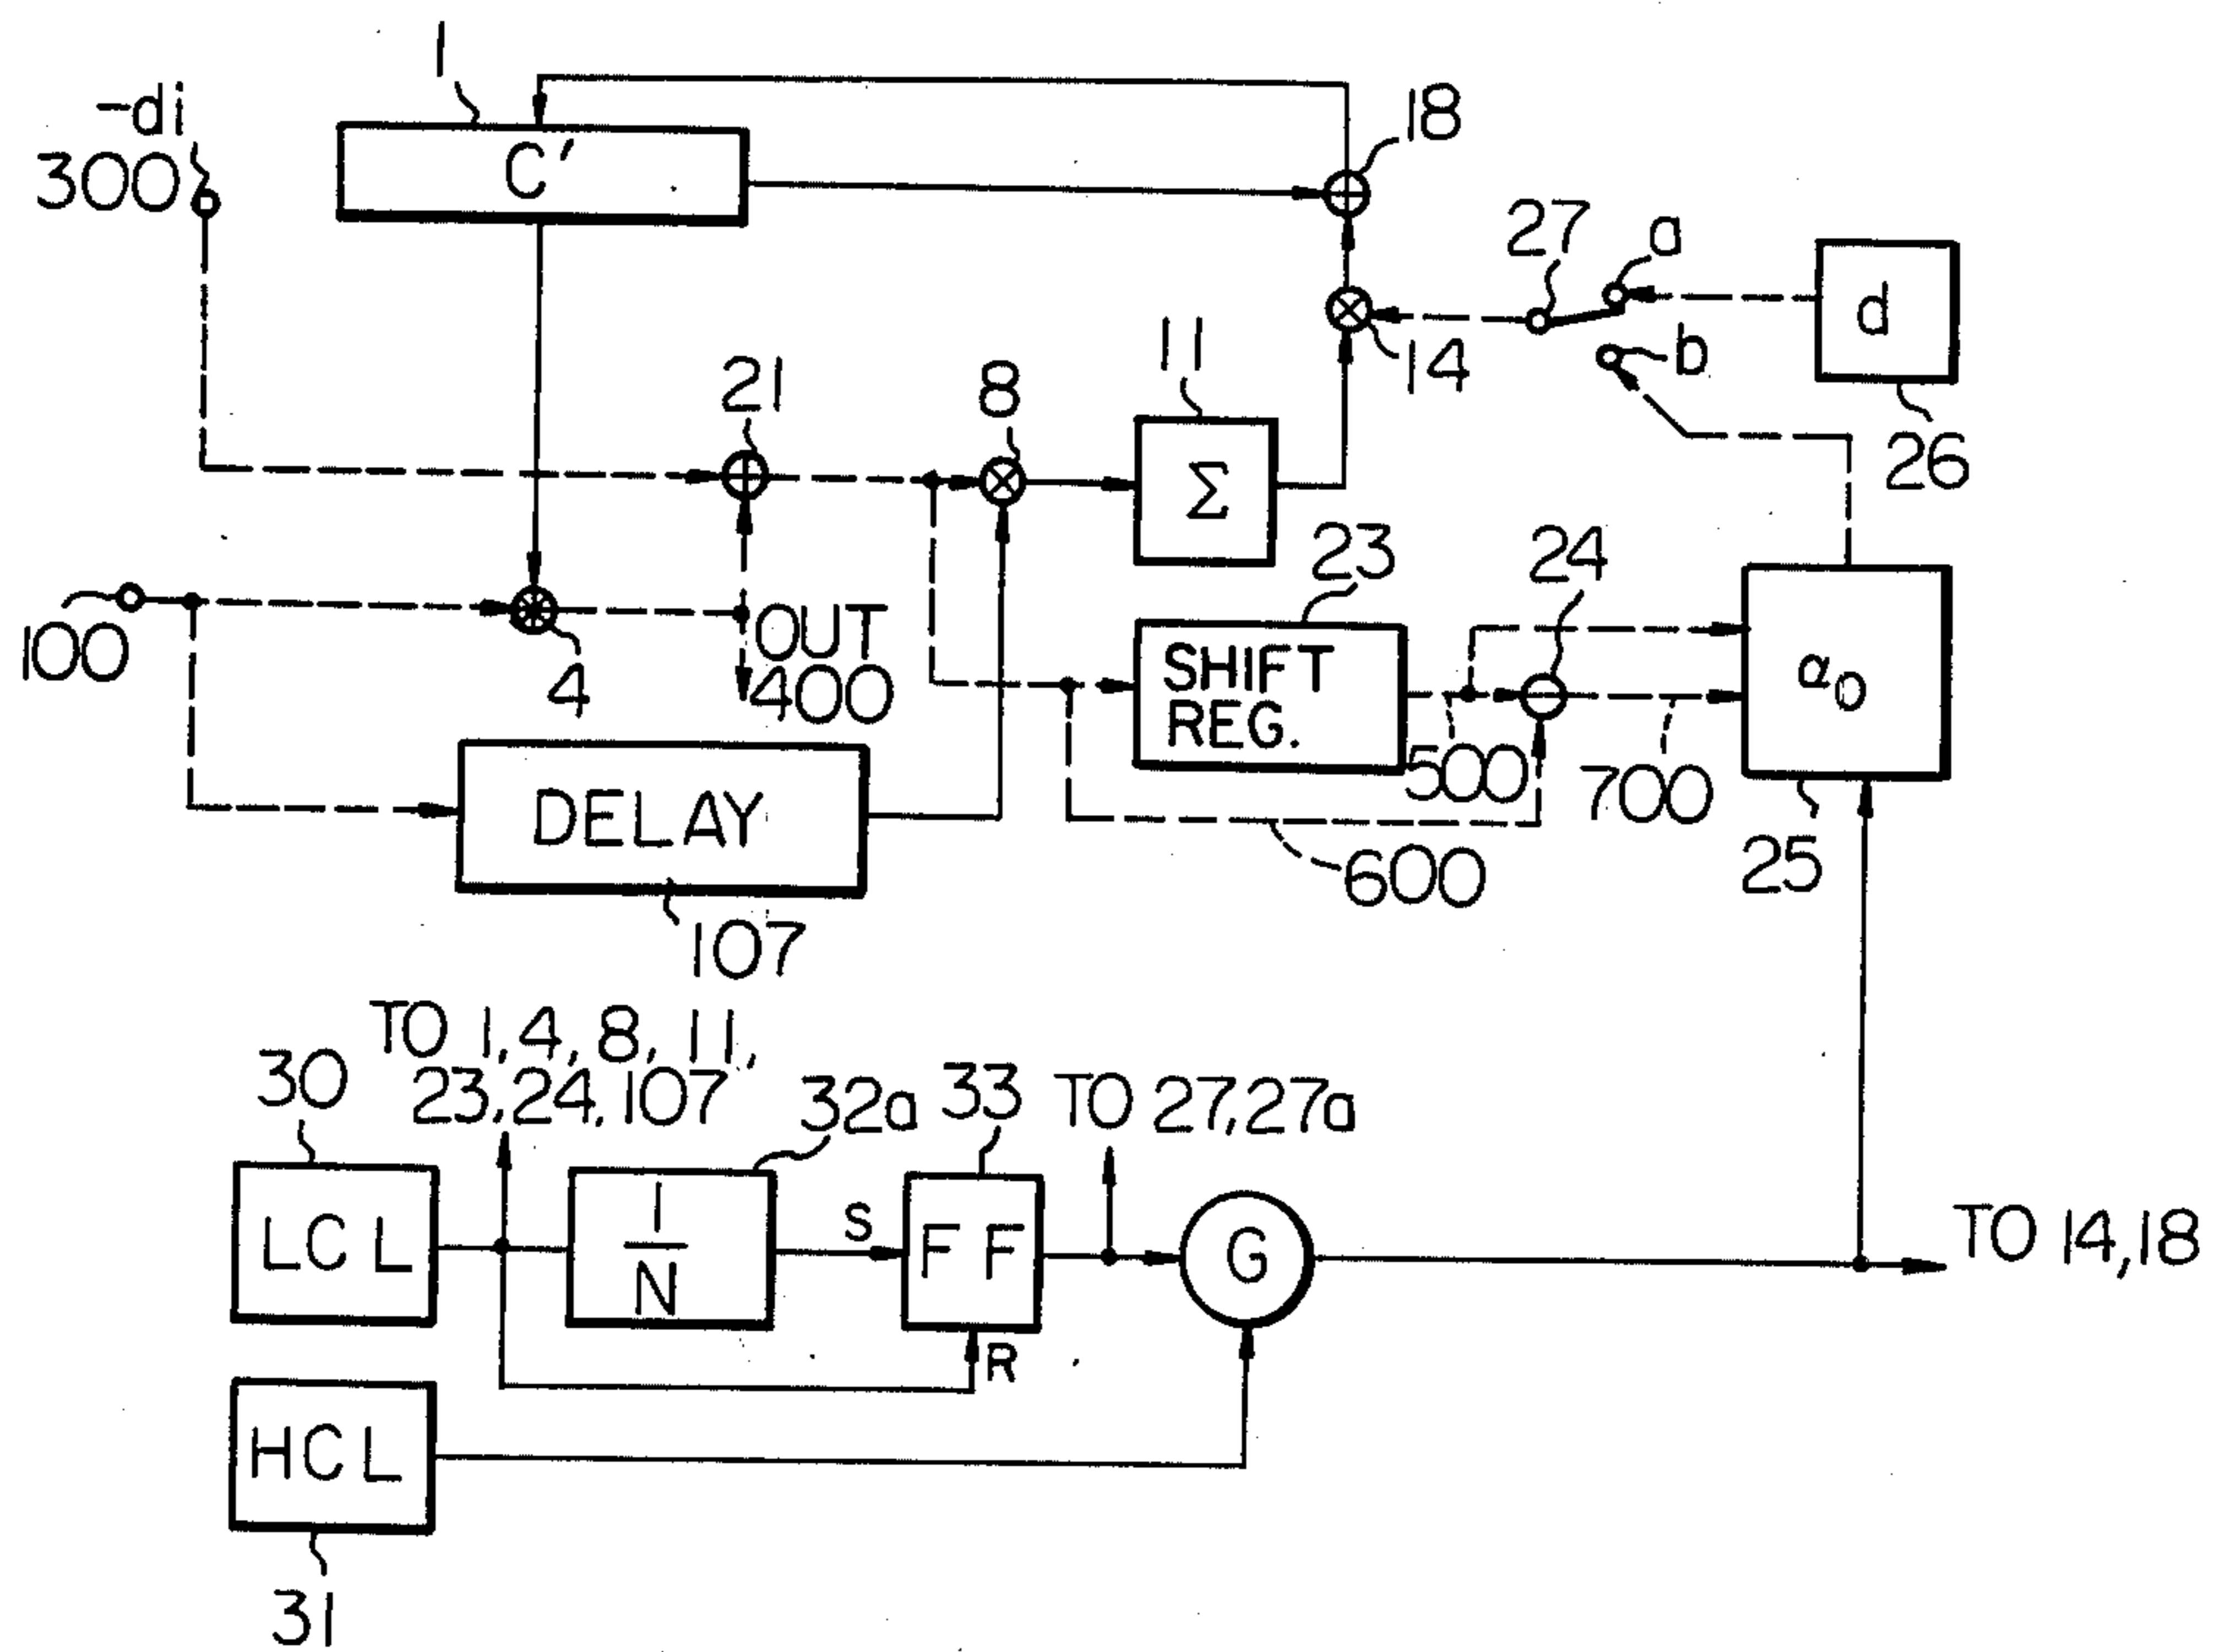 1
-di
300
C'
18
27
a
d
b
14
26
21
8
11
Σ
23
24
100
4
OUT
400
SHIFT
REG.
α0
500
700
DELAY
600
25
107
TO 1, 4, 8, 11,
23, 24, 107
30
32a
33
TO 27, 27a
LCL
1
N
S
FF
R
G
TO 14, 18
HCL
31